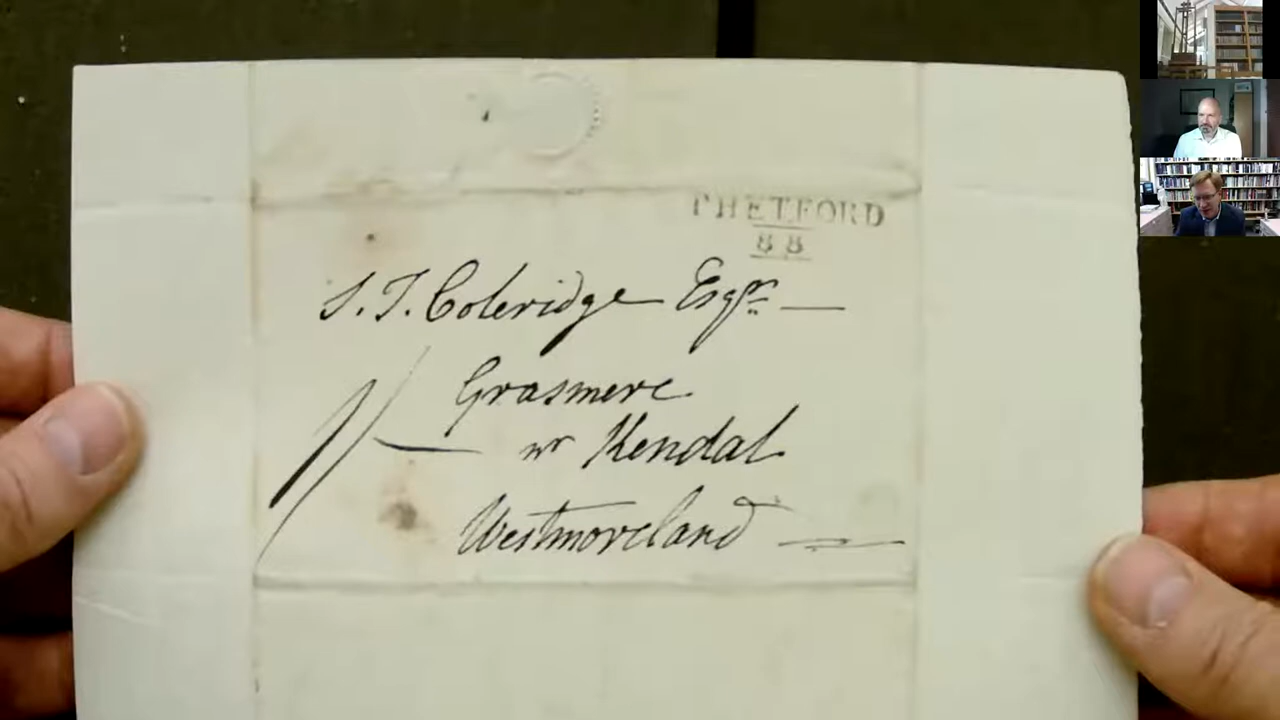 THETFORD
88
S. T. Coleridge Esqr.
Grasmere
nr Kendal
Westmoreland